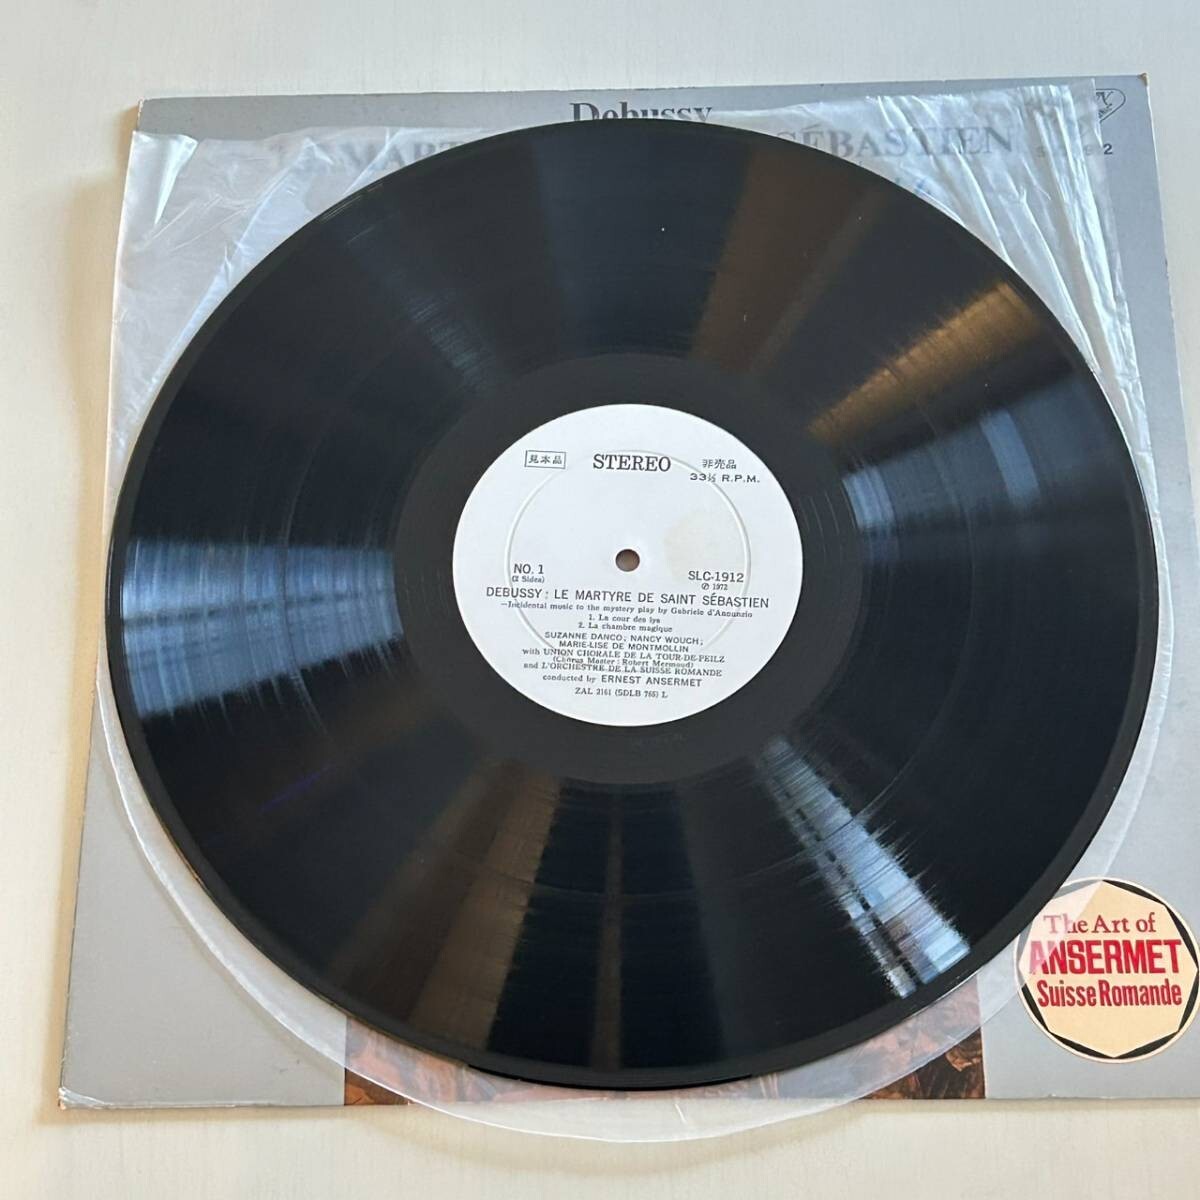 Debussy
SÉBASTIEN
見本品 STEREO 非売品
33⅓ R.P.M.
NO. 1 SLC-1912
(2 Sides) ℗ 1972
DEBUSSY: LE MARTYRE DE SAINT SÉBASTIEN
—Incidental music to the mystery play by Gabriele d'Annunzio
1. La cour des lys
2. La chambre magique
SUZANNE DANCO; NANCY WOUCH;
MARIE-LISE DE MONTMOLLIN
with UNION CHORALE DE LA TOUR-DE-PEILZ
(Chorus Master: Robert Mermoud)
and L'ORCHESTRE DE LA SUISSE ROMANDE
conducted by ERNEST ANSERMET
ZAL 2161 (SDLB 765) L
The Art of
ANSERMET
Suisse Romande